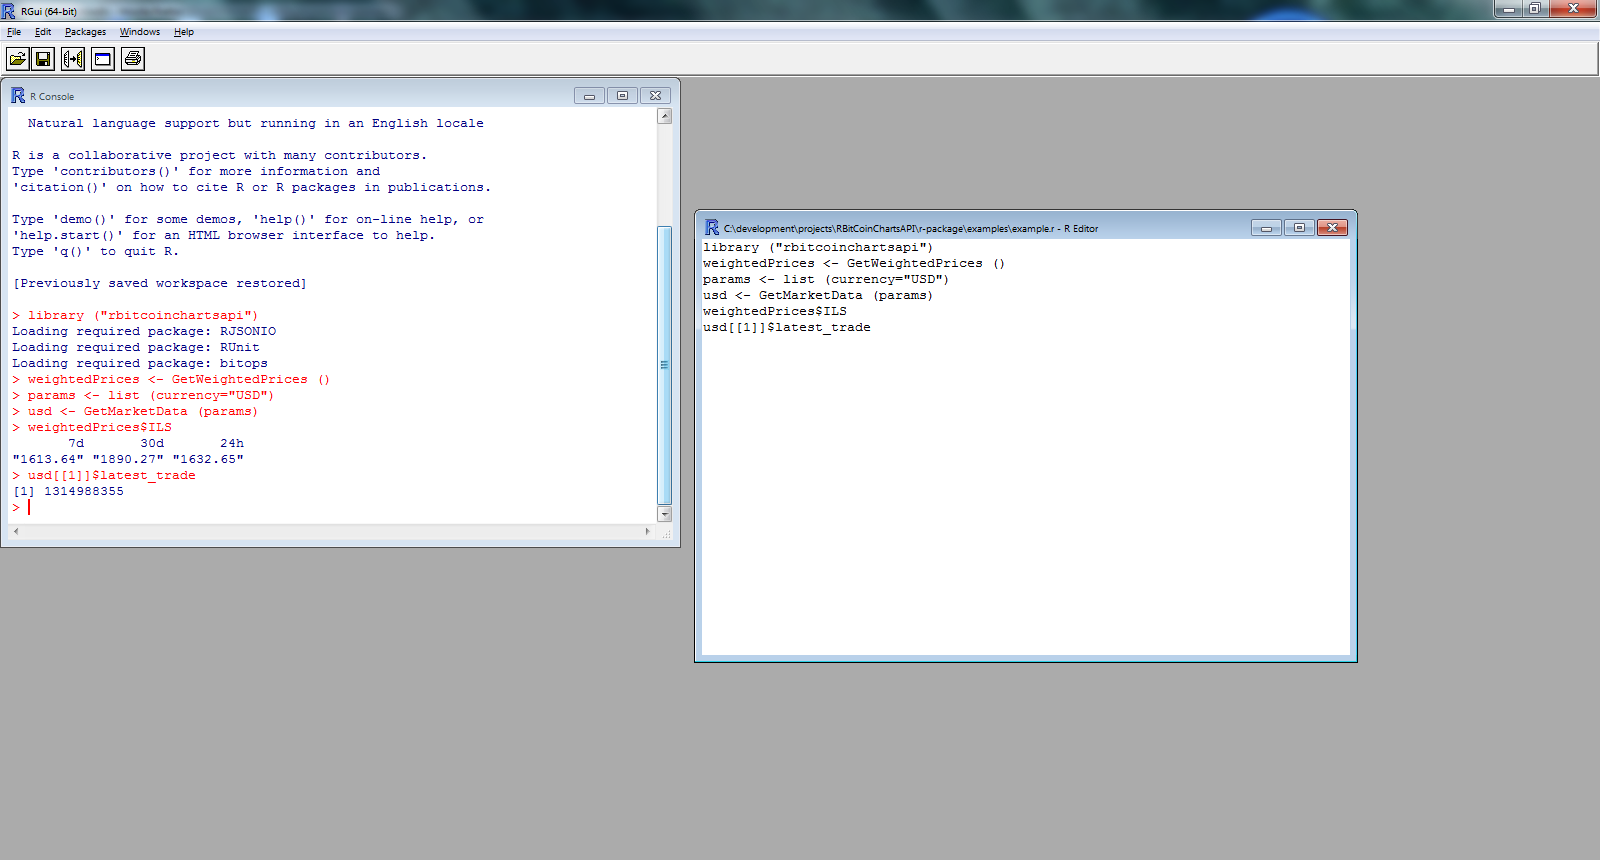 RGui (64-bit)
File Edit Packages Windows Help
R Console
Natural language support but running in an English locale
R is a collaborative project with many contributors.
Type 'contributors()' for more information and
'citation()' on how to cite R or R packages in publications.
Type 'demo()' for some demos, 'help()' for on-line help, or
'help.start()' for an HTML browser interface to help.
Type 'q()' to quit R.
[Previously saved workspace restored]
> library ("rbitcoinchartsapi")
Loading required package: RJSONIO
Loading required package: RUnit
Loading required package: bitops
> weightedPrices <- GetWeightedPrices ()
> params <- list (currency="USD")
> usd <- GetMarketData (params)
> weightedPrices$ILS
7d 30d 24h
"1613.64" "1890.27" "1632.65"
> usd[[1]]$latest_trade
[1] 1314988355
>
C:\development\projects\RBitCoinChartsAPI\r-package\examples\example.r - R Editor
library ("rbitcoinchartsapi")
weightedPrices <- GetWeightedPrices ()
params <- list (currency="USD")
usd <- GetMarketData (params)
weightedPrices$ILS
usd[[1]]$latest_trade